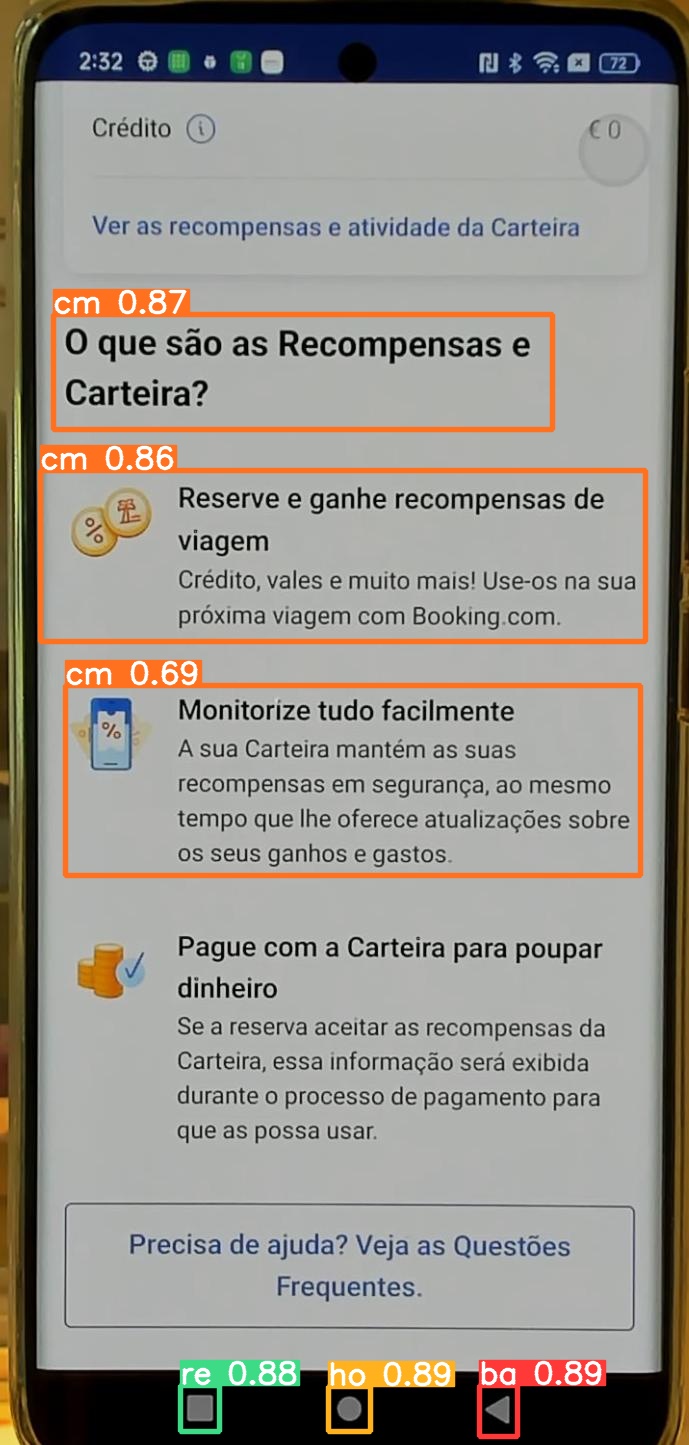 2:32
72
Crédito
€ 0
Ver as recompensas e atividade da Carteira
cm 0.87
O que são as Recompensas e
Carteira?
cm 0.86
Reserve e ganhe recompensas de
viagem
Crédito, vales e muito mais! Use-os na sua
próxima viagem com Booking.com.
cm 0.69
Monitorize tudo facilmente
A sua Carteira mantém as suas
recompensas em segurança, ao mesmo
tempo que lhe oferece atualizações sobre
os seus ganhos e gastos.
Pague com a Carteira para poupar
dinheiro
Se a reserva aceitar as recompensas da
Carteira, essa informação será exibida
durante o processo de pagamento para
que as possa usar.
Precisa de ajuda? Veja as Questões
Frequentes.
re 0.88 ho 0.89 ba 0.89